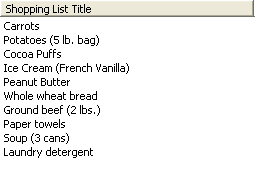 Shopping List Title
Carrots
Potatoes (5 lb. bag)
Cocoa Puffs
Ice Cream (French Vanilla)
Peanut Butter
Whole wheat bread
Ground beef (2 lbs.)
Paper towels
Soup (3 cans)
Laundry detergent